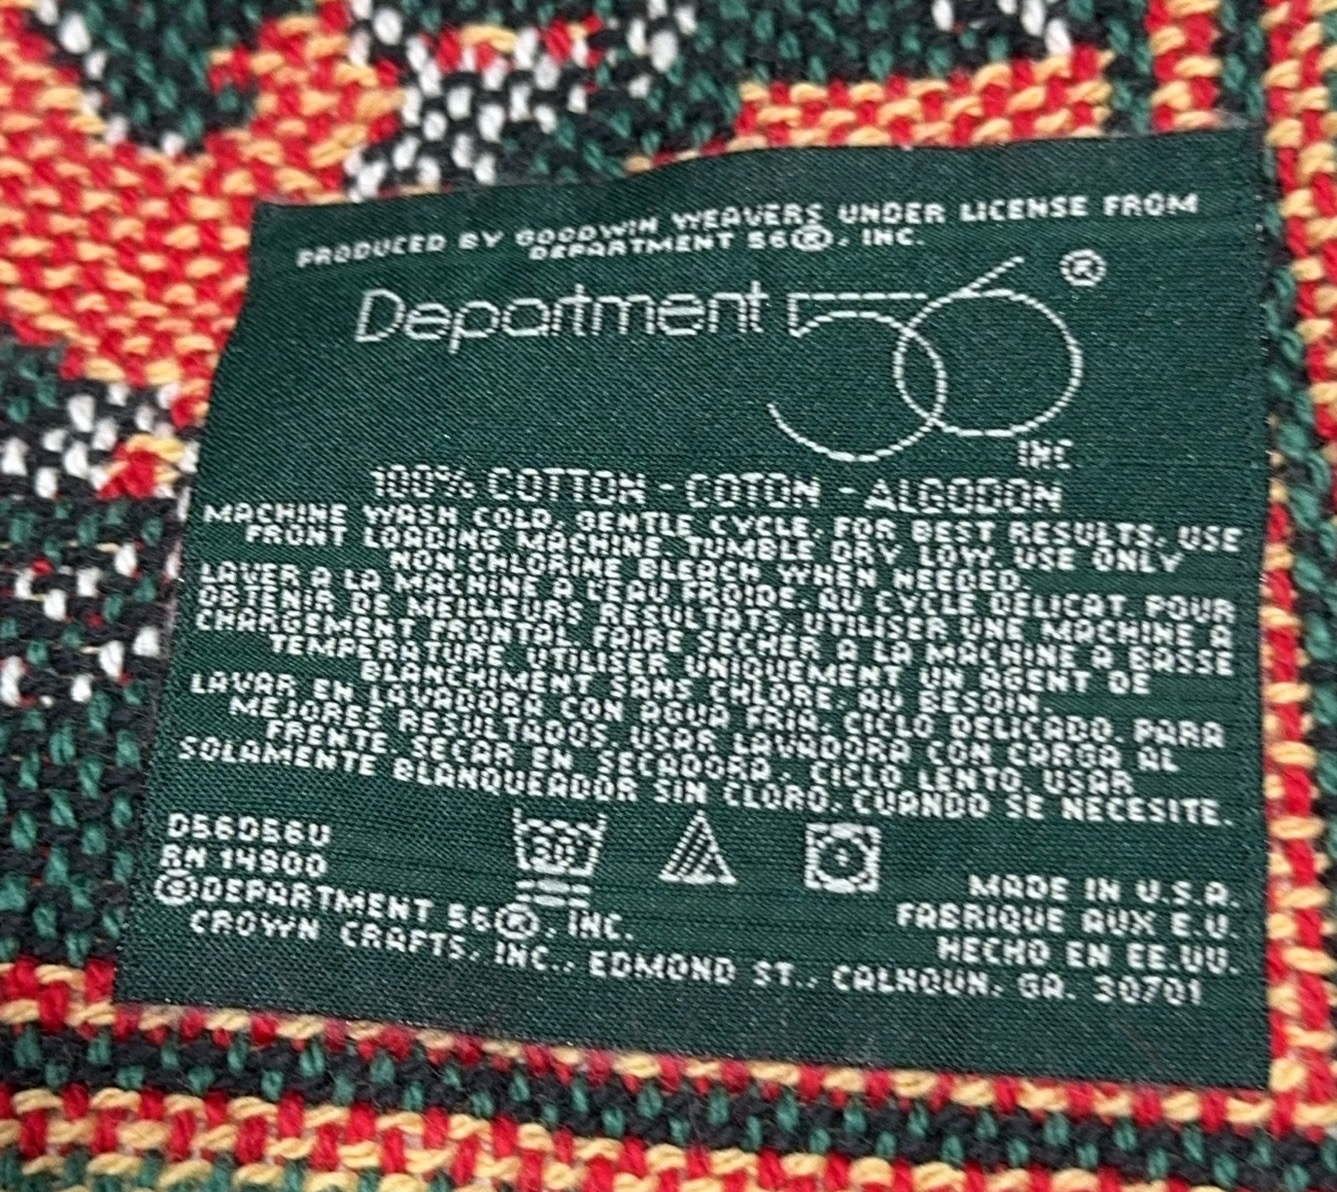 PRODUCED BY GOODWIN WEAVERS UNDER LICENSE FROM
DEPARTMENT 56®, INC.
Department 56®
INC
100% COTTON - COTON - ALGODON
MACHINE WASH COLD, GENTLE CYCLE, FOR BEST RESULTS, USE
FRONT LOADING MACHINE. TUMBLE DRY LOW. USE ONLY
NON-CHLORINE BLEACH WHEN NEEDED.
LAVER A LA MACHINE A L'EAU FROIDE, AU CYCLE DELICAT. POUR
OBTENIR DE MEILLEURS RESULTATS, UTILISER UNE MACHINE A
CHARGEMENT FRONTAL. FAIRE SECHER A LA MACHINE A BASSE
TEMPERATURE. UTILISER UNIQUEMENT UN AGENT DE
BLANCHIMENT SANS CHLORE, AU BESOIN.
LAVAR EN LAVADORA CON AGUA FRIA, CICLO DELICADO. PARA
MEJORES RESULTADOS USAR LAVADORA CON CARGA AL
FRENTE. SECAR EN SECADORA, CICLO LENTO. USAR
SOLAMENTE BLANQUEADOR SIN CLORO, CUANDO SE NECESITE.
D56D56U
RN 14900
30°
MADE IN U.S.A.
FABRIQUE AUX E.U.
HECHO EN EE.UU.
©DEPARTMENT 56®, INC.
CROWN CRAFTS, INC., EDMOND ST., CALHOUN, GA. 30701